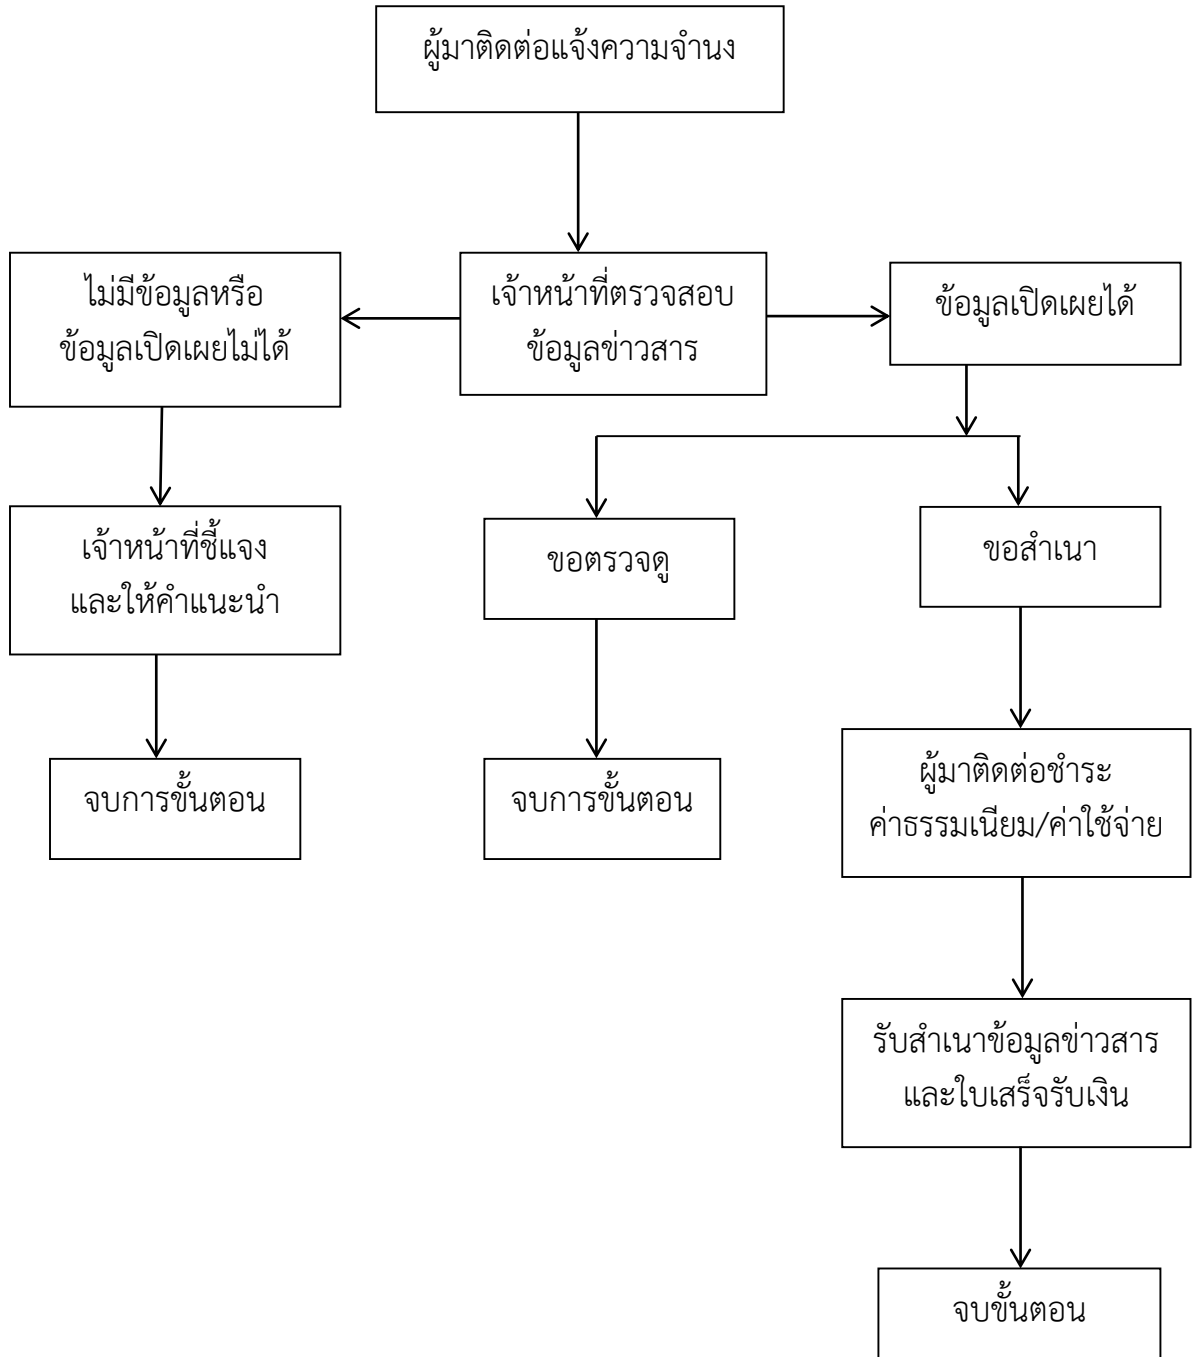 ผู้มาติดต่อแจ้งความจำนง
ไม่มีข้อมูลหรือ
ข้อมูลเปิดเผยไม่ได้
เจ้าหน้าที่ตรวจสอบ
ข้อมูลข่าวสาร
ข้อมูลเปิดเผยได้
เจ้าหน้าที่ชี้แจง
และให้คำแนะนำ
ขอตรวจดู
ขอสำเนา
จบการขั้นตอน
จบการขั้นตอน
ผู้มาติดต่อชำระ
ค่าธรรมเนียม/ค่าใช้จ่าย
รับสำเนาข้อมูลข่าวสาร
และใบเสร็จรับเงิน
จบขั้นตอน